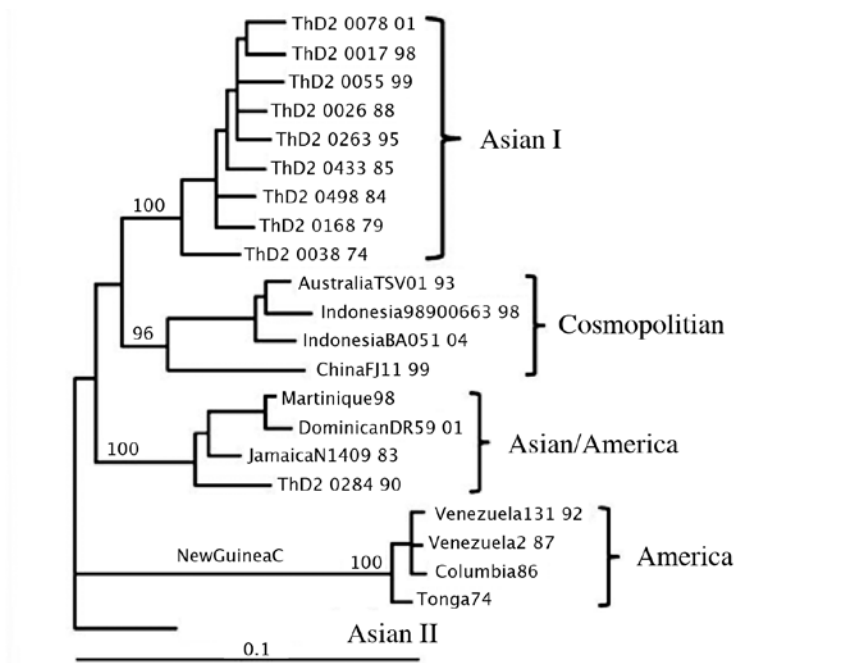 ThD2 0078 01
ThD2 0017 98
ThD2 0055 99
ThD2 0026 88
ThD2 0263 95
Asian I
ThD2 0433 85
ThD2 0498 84
100
ThD2 0168 79
ThD2 0038 74
AustraliaTSV01 93
Indonesia98900663 98
Cosmopolitian
96
IndonesiaBA051 04
ChinaFJ11 99
Martinique98
DominicanDR59 01
Asian/America
100
JamaicaN1409 83
ThD2 0284 90
Venezuela131 92
Venezuela2 87
NewGuineaC
100
America
Columbia86
Tonga74
Asian II
0.1